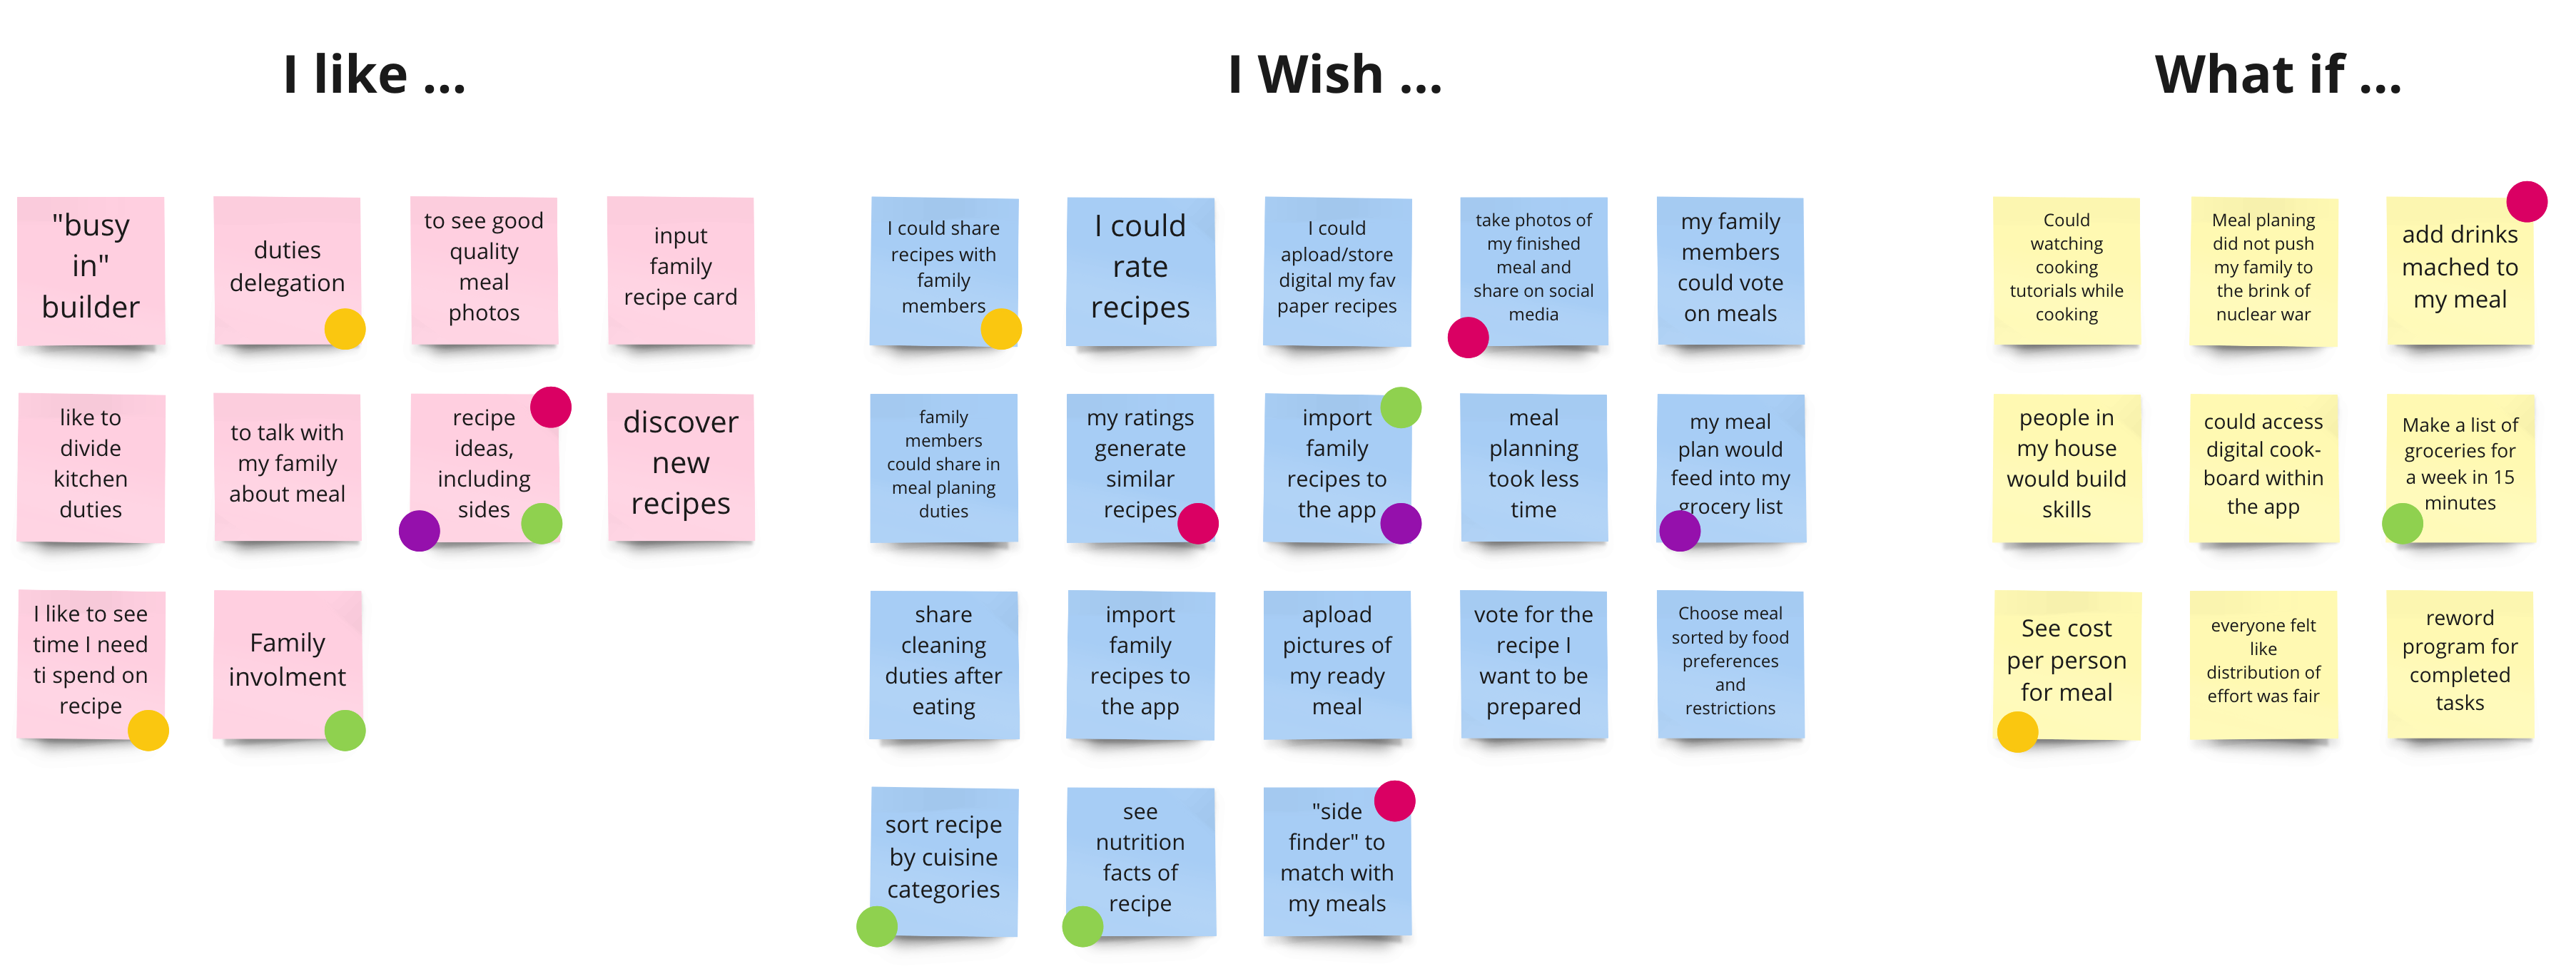 I like ...
"busy
in"
builder
duties
delegation
to see good
quality
meal
photos
input
family
recipe card
like to
divide
kitchen
duties
to talk with
my family
about meal
recipe
ideas,
including
sides
discover
new
recipes
I like to see
time I need
ti spend on
recipe
Family
involment
I Wish ...
I could share
recipes with
family
members
I could
rate
recipes
I could
apload/store
digital my fav
paper recipes
take photos of
my finished
meal and
share on social
media
my family
members
could vote
on meals
family
members
could share in
meal planing
duties
my ratings
generate
similar
recipes
import
family
recipes to
the app
meal
planning
took less
time
my meal
plan would
feed into my
grocery list
share
cleaning
duties after
eating
import
family
recipes to
the app
apload
pictures of
my ready
meal
vote for the
recipe I
want to be
prepared
Choose meal
sorted by food
preferences
and
restrictions
sort recipe
by cuisine
categories
see
nutrition
facts of
recipe
"side
finder" to
match with
my meals
What if ...
Could
watching
cooking
tutorials while
cooking
Meal planing
did not push
my family to
the brink of
nuclear war
add drinks
mached to
my meal
people in
my house
would build
skills
could access
digital cook-
board within
the app
Make a list of
groceries for
a week in 15
minutes
See cost
per person
for meal
everyone felt
like
distribution of
effort was fair
reword
program for
completed
tasks